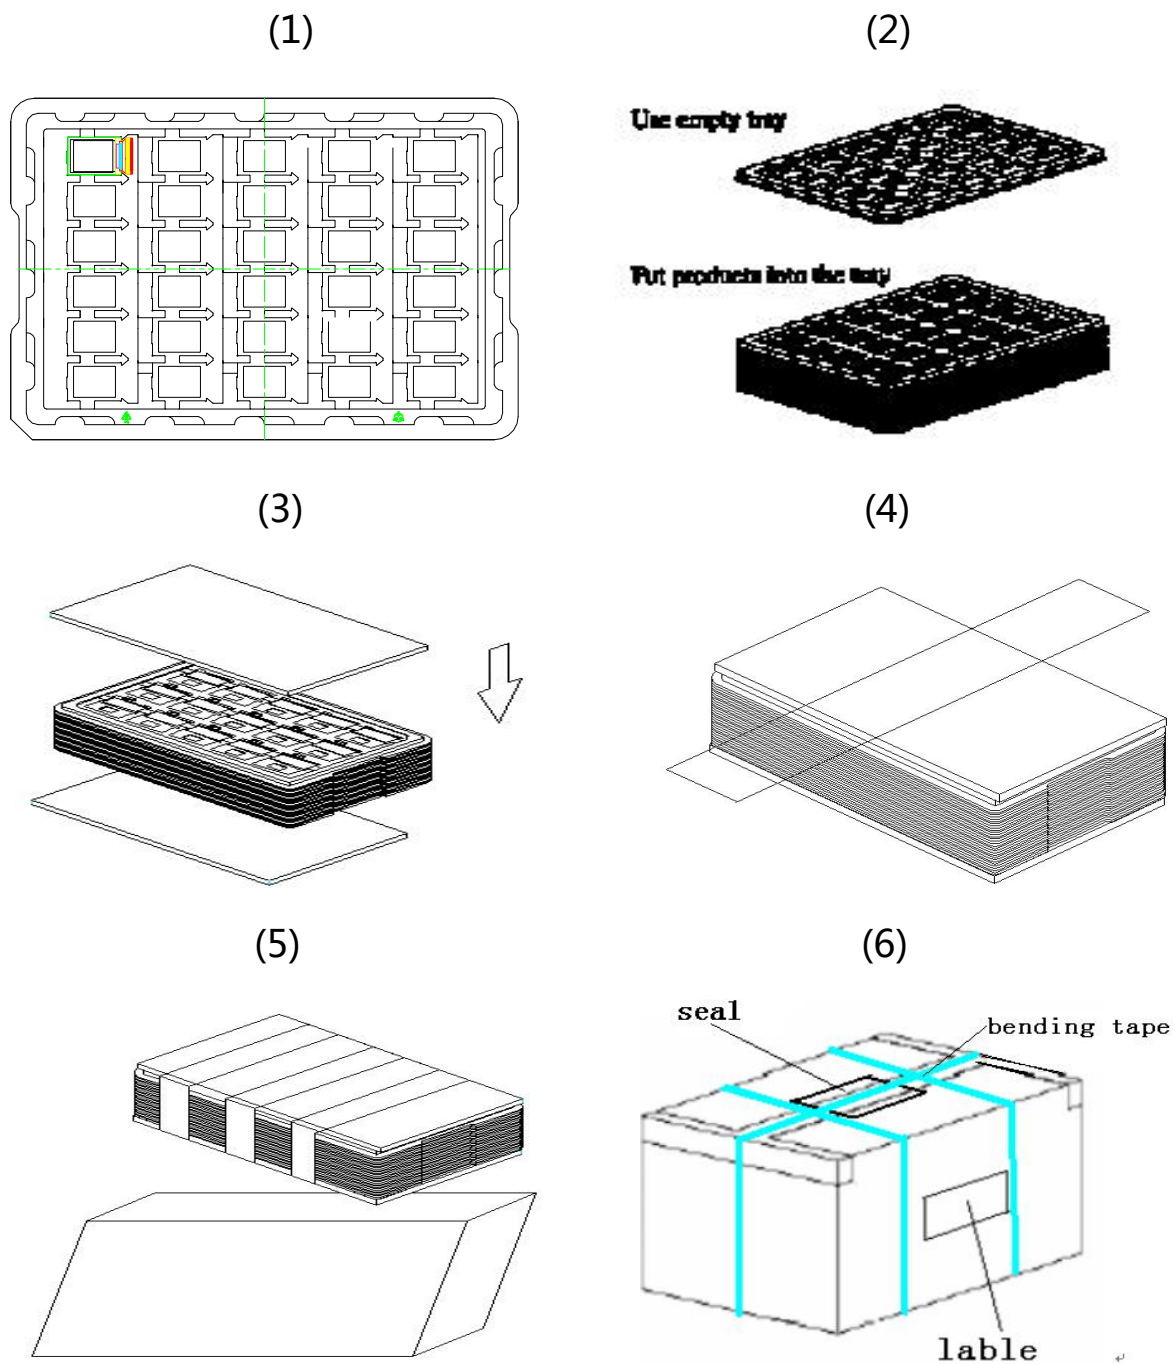 (1)
(2)
Use empty tray
Put products into the tray
(3)
(4)
(5)
(6)
seal
bending tape
lable